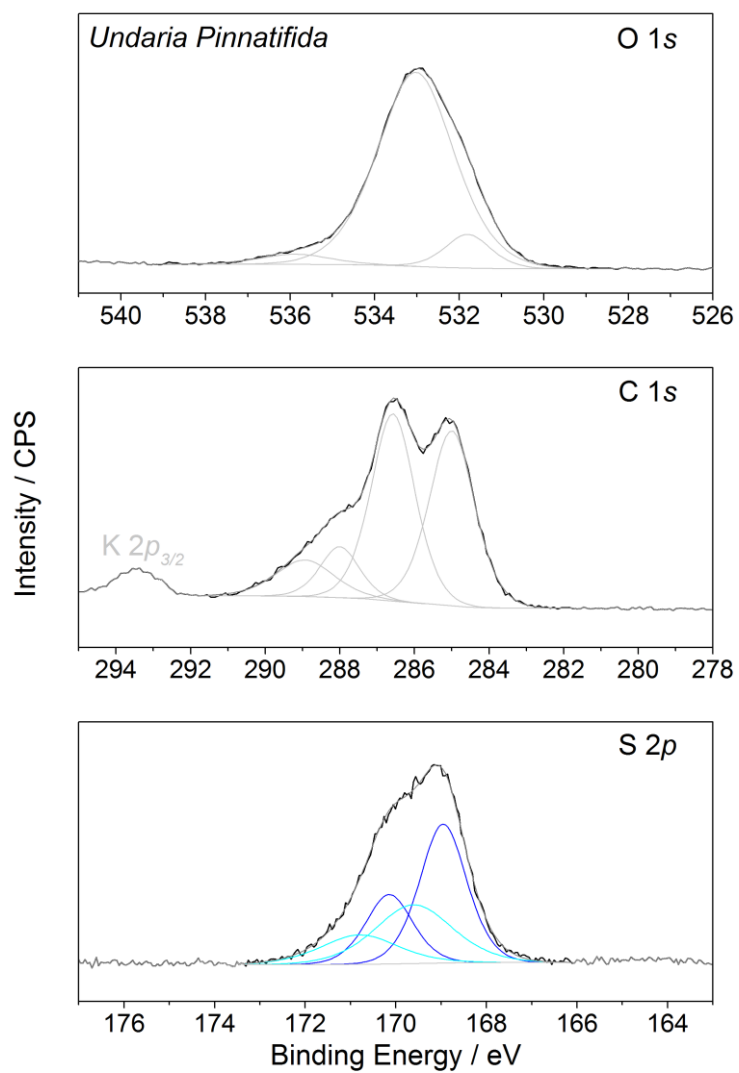 Undaria Pinnatifida
O 1s
540 538 536 534 532 530 528 526
C 1s
K 2p3/2
294 292 290 288 286 284 282 280 278
Intensity / CPS
S 2p
176 174 172 170 168 166 164
Binding Energy / eV